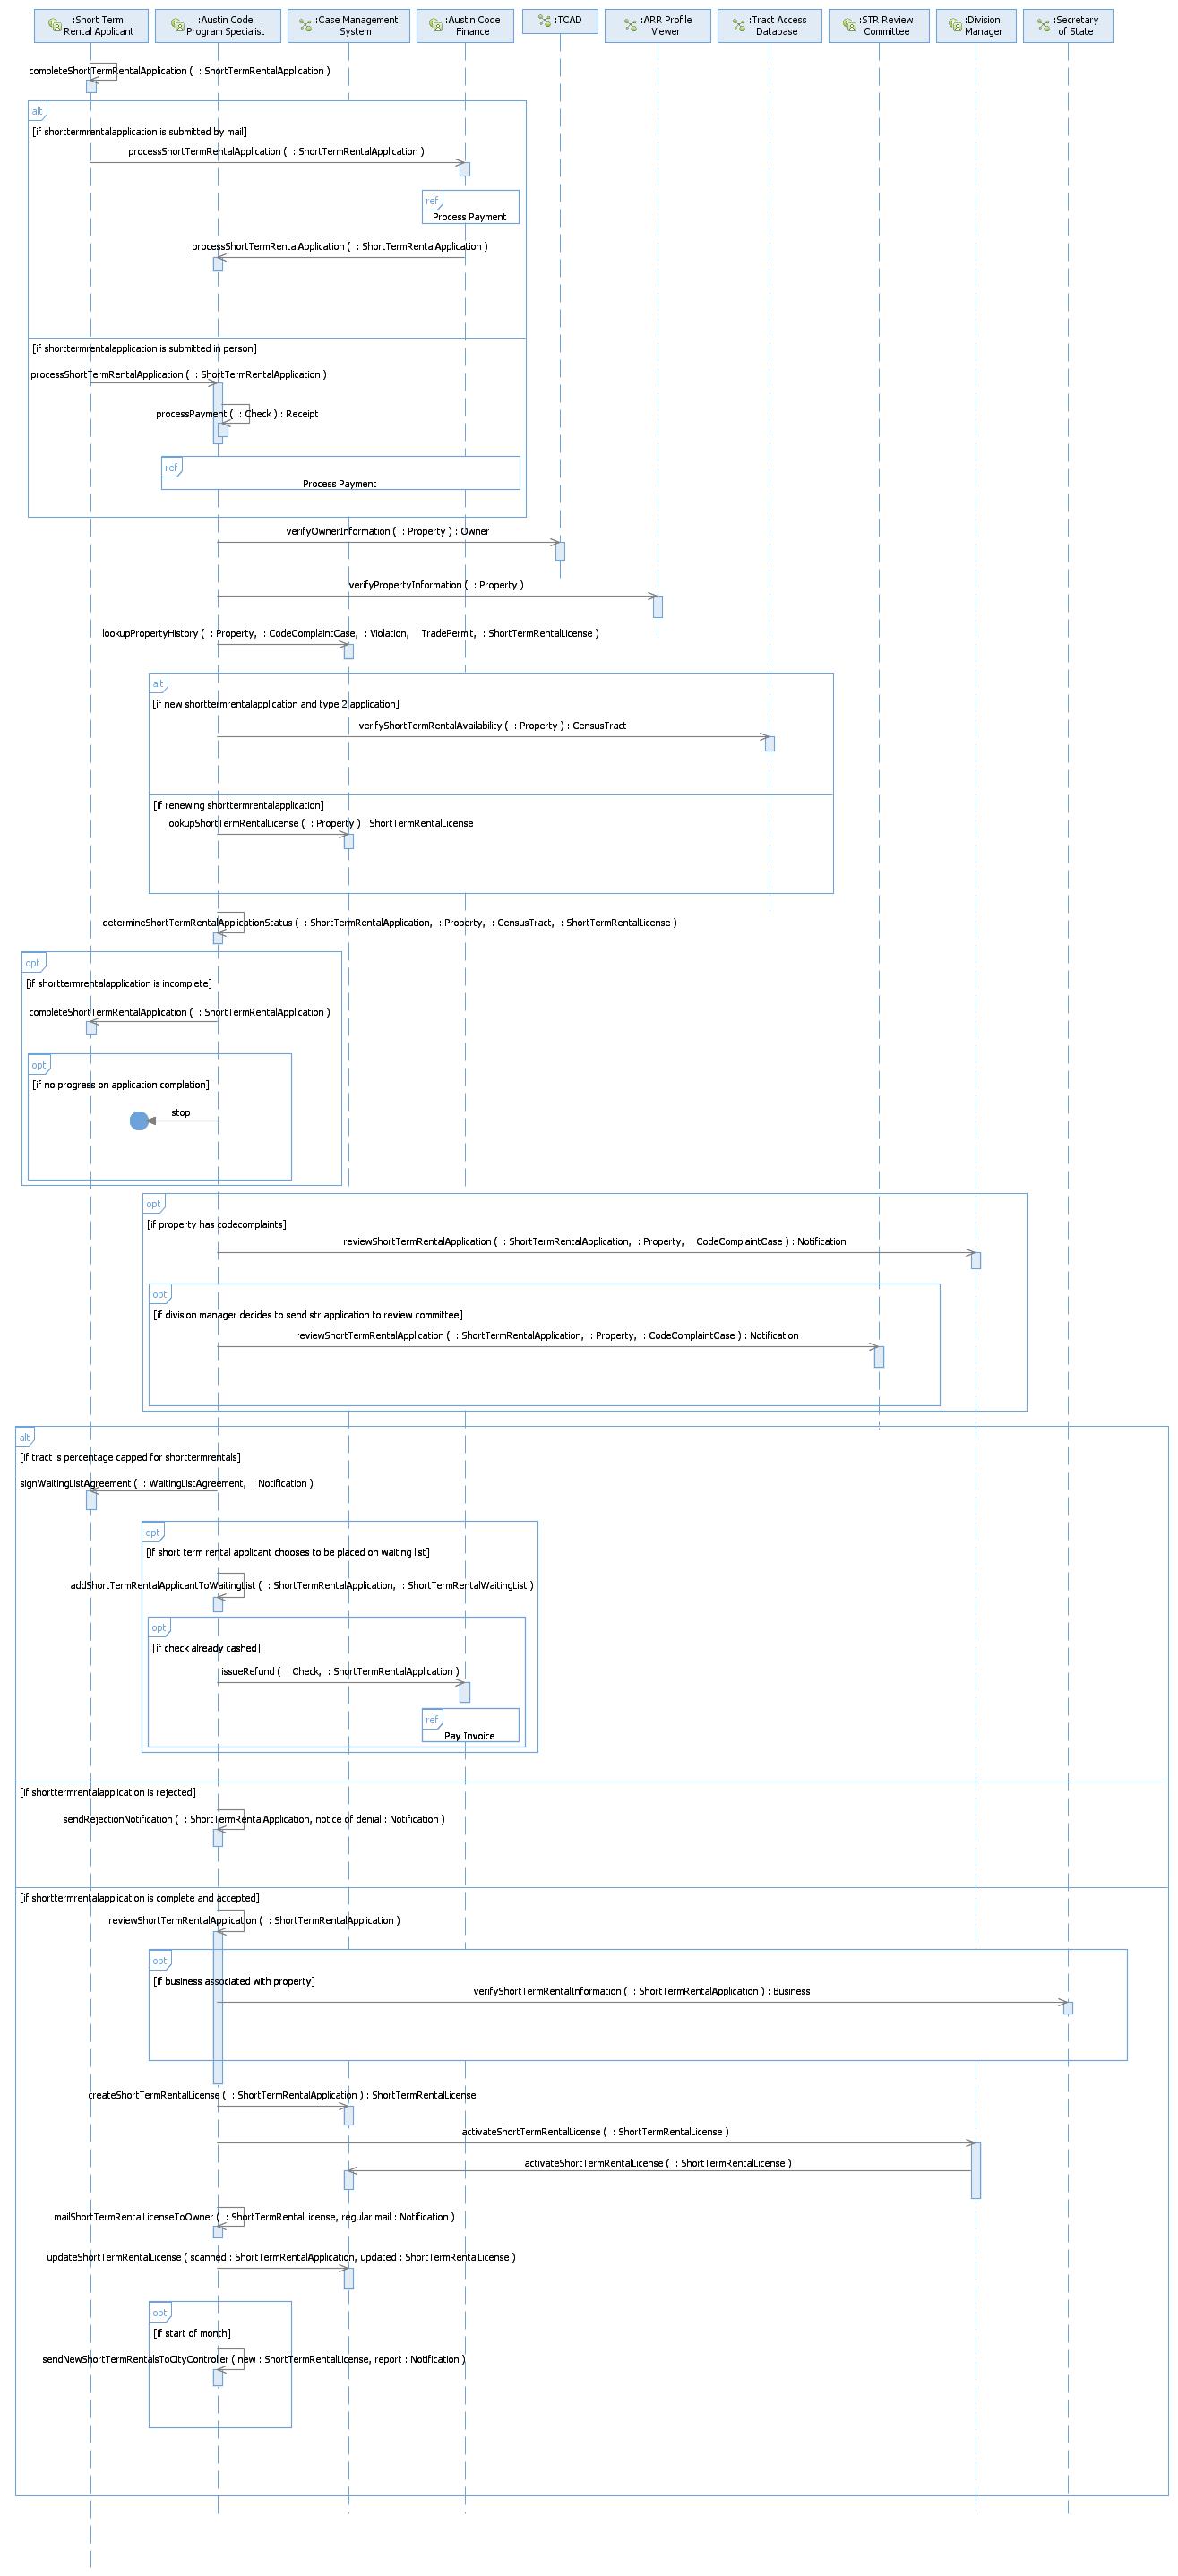 :Short Term
Rental Applicant
:Austin Code
Program Specialist
:Case Management
System
:Austin Code
Finance
:TCAD
:ARR Profile
Viewer
:Tract Access
Database
:STR Review
Committee
:Division
Manager
:Secretary
of State
completeShortTermRentalApplication ( : ShortTermRentalApplication )
alt
[if shorttermrentalapplication is submitted by mail]
processShortTermRentalApplication ( : ShortTermRentalApplication )
ref
Process Payment
processShortTermRentalApplication ( : ShortTermRentalApplication )
[if shorttermrentalapplication is submitted in person]
processShortTermRentalApplication ( : ShortTermRentalApplication )
processPayment ( : Check ) : Receipt
ref
Process Payment
verifyOwnerInformation ( : Property ) : Owner
verifyPropertyInformation ( : Property )
lookupPropertyHistory ( : Property, : CodeComplaintCase, : Violation, : TradePermit, : ShortTermRentalLicense )
alt
[if new shorttermrentalapplication and type 2 application]
verifyShortTermRentalAvailability ( : Property ) : CensusTract
[if renewing shorttermrentalapplication]
lookupShortTermRentalLicense ( : Property ) : ShortTermRentalLicense
determineShortTermRentalApplicationStatus ( : ShortTermRentalApplication, : Property, : CensusTract, : ShortTermRentalLicense )
opt
[if shorttermrentalapplication is incomplete]
completeShortTermRentalApplication ( : ShortTermRentalApplication )
opt
[if no progress on application completion]
stop
opt
[if property has codecomplaints]
reviewShortTermRentalApplication ( : ShortTermRentalApplication, : Property, : CodeComplaintCase ) : Notification
opt
[if division manager decides to send str application to review committee]
reviewShortTermRentalApplication ( : ShortTermRentalApplication, : Property, : CodeComplaintCase ) : Notification
alt
[if tract is percentage capped for shorttermrentals]
signWaitingListAgreement ( : WaitingListAgreement, : Notification )
opt
[if short term rental applicant chooses to be placed on waiting list]
addShortTermRentalApplicantToWaitingList ( : ShortTermRentalApplication, : ShortTermRentalWaitingList )
opt
[if check already cashed]
issueRefund ( : Check, : ShortTermRentalApplication )
ref
Pay Invoice
[if shorttermrentalapplication is rejected]
sendRejectionNotification ( : ShortTermRentalApplication, notice of denial : Notification )
[if shorttermrentalapplication is complete and accepted]
reviewShortTermRentalApplication ( : ShortTermRentalApplication )
opt
[if business associated with property]
verifyShortTermRentalInformation ( : ShortTermRentalApplication ) : Business
createShortTermRentalLicense ( : ShortTermRentalApplication ) : ShortTermRentalLicense
activateShortTermRentalLicense ( : ShortTermRentalLicense )
activateShortTermRentalLicense ( : ShortTermRentalLicense )
mailShortTermRentalLicenseToOwner ( : ShortTermRentalLicense, regular mail : Notification )
updateShortTermRentalLicense ( scanned : ShortTermRentalApplication, updated : ShortTermRentalLicense )
opt
[if start of month]
sendNewShortTermRentalsToCityController ( new : ShortTermRentalLicense, report : Notification )